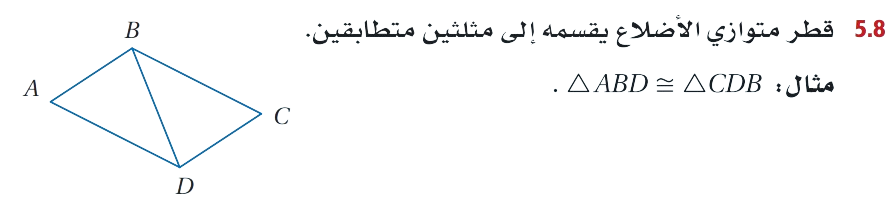 5.8 قطر متوازي الأضلاع يقسمه إلى مثلثين متطابقين.
مثال: △ABD ≅ △CDB .
B
A
C
D